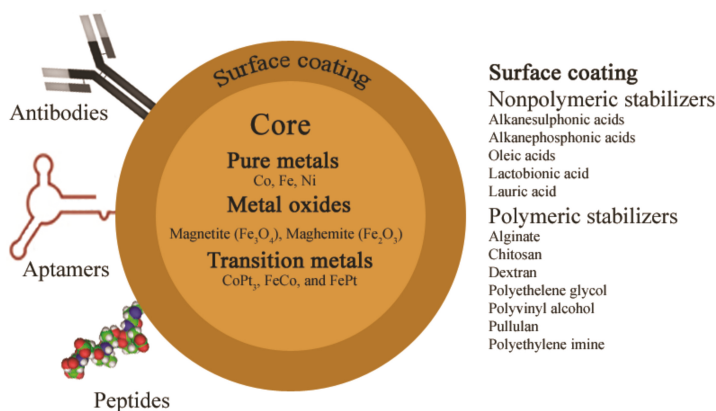 Surface coating
Antibodies
Aptamers
Peptides
Core
Pure metals
Co, Fe, Ni
Metal oxides
Magnetite (Fe₃O₄), Maghemite (Fe₂O₃)
Transition metals
CoPt₃, FeCo, and FePt
Surface coating
Nonpolymeric stabilizers
Alkanesulphonic acids
Alkanephosphonic acids
Oleic acids
Lactobionic acid
Lauric acid
Polymeric stabilizers
Alginate
Chitosan
Dextran
Polyethelene glycol
Polyvinyl alcohol
Pullulan
Polyethylene imine